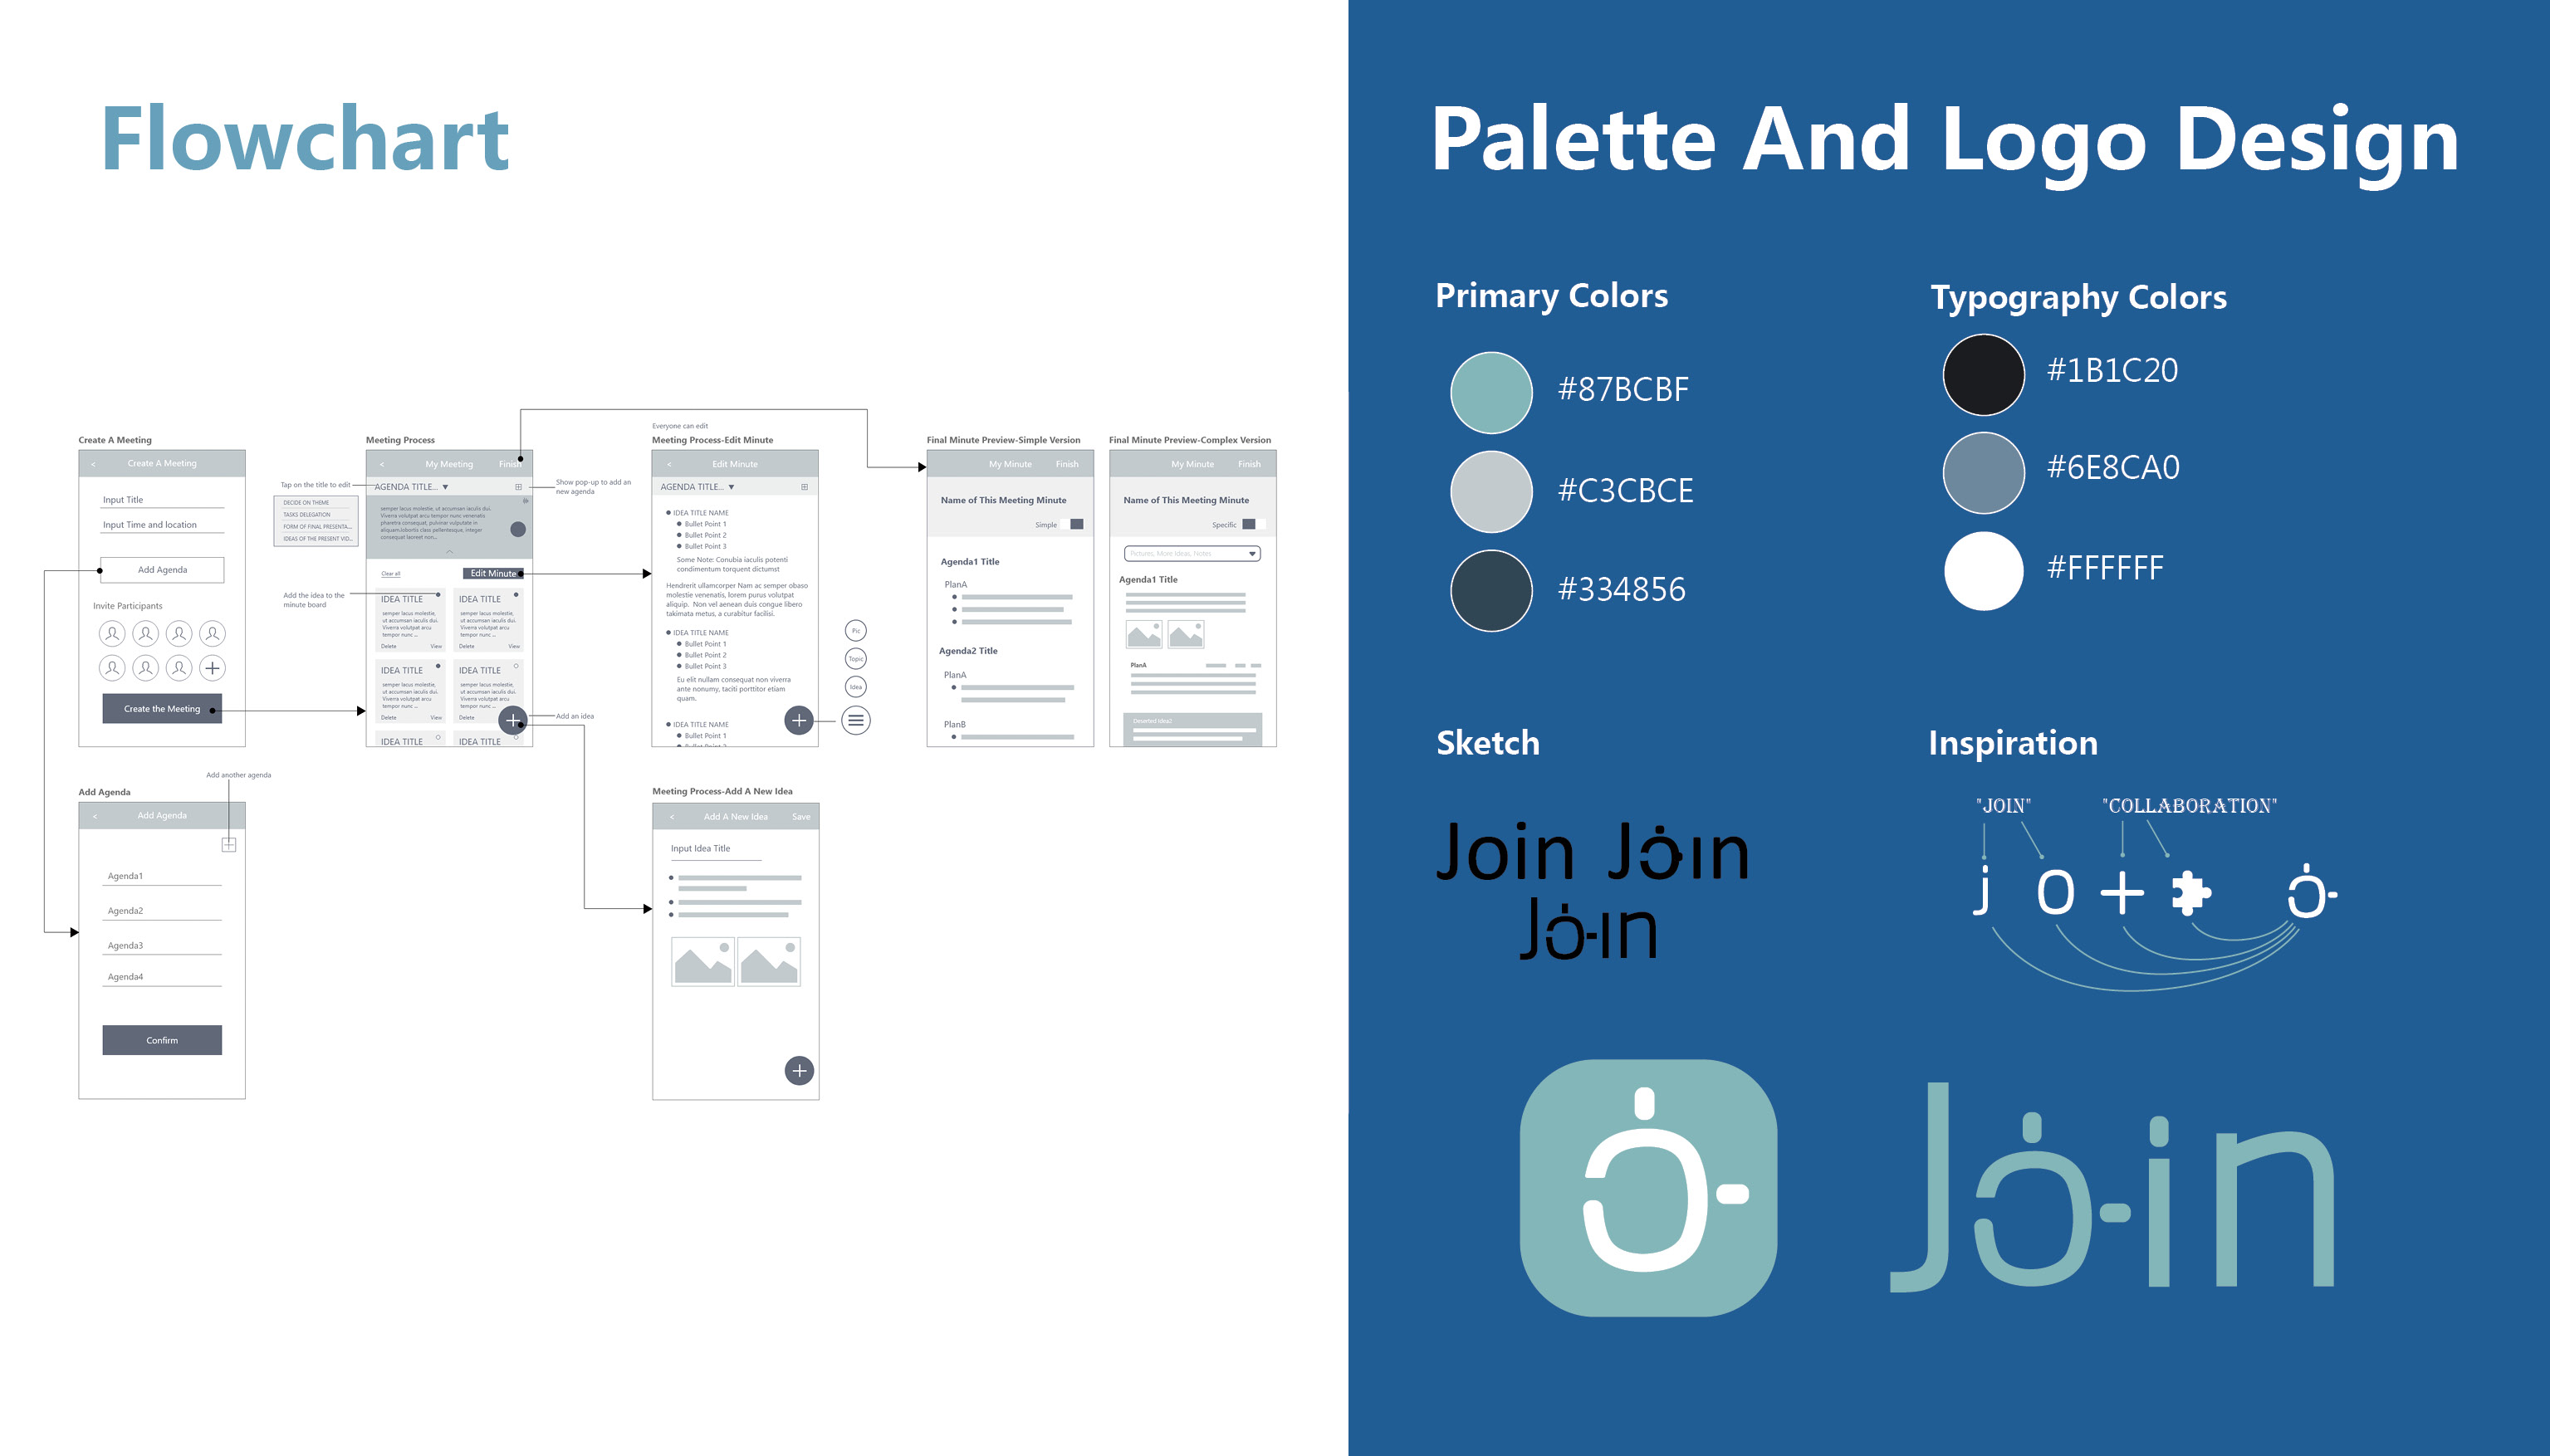 Flowchart
Everyone can edit
Create A Meeting
<
Create A Meeting
Input Title
Input Time and location
Add Agenda
Invite Participants
Create the Meeting
Tap on the title to edit
DECIDE ON THEME
TASKS DELEGATION
FORM OF FINAL PRESENTA...
IDEAS OF THE PRESENT VID...
Add the idea to the
minute board
Meeting Process
< My Meeting Finish
AGENDA TITLE... ▼
semper lacus molestie, ut accumsan iaculis dui.
Viverra volutpat arcu tempor nunc venenatis
pharetra consequat, pulvinar vulputate in
aliquam.lobortis class pellentesque, integer
consequat laoreet non...
Clear all
Edit Minute
IDEA TITLE
semper lacus molestie,
ut accumsan iaculis dui.
Viverra volutpat arcu
tempor nunc ...
Delete View
IDEA TITLE
semper lacus molestie,
ut accumsan iaculis dui.
Viverra volutpat arcu
tempor nunc ...
Delete View
IDEA TITLE
semper lacus molestie,
ut accumsan iaculis dui.
Viverra volutpat arcu
tempor nunc ...
Delete View
IDEA TITLE
semper lacus molestie,
ut accumsan iaculis dui.
Viverra volutpat arcu
tempor nunc ...
Delete
IDEA TITLE
IDEA TITLE
Show pop-up to add an
new agenda
Add an idea
Meeting Process-Edit Minute
< Edit Minute
AGENDA TITLE... ▼
IDEA TITLE NAME
Bullet Point 1
Bullet Point 2
Bullet Point 3
Some Note: Conubia iaculis potenti
condimentum torquent dictumst
Hendrerit ullamcorper Nam ac semper obaso
molestie venenatis, lorem purus volutpat
aliquip. Non vel aenean duis congue libero
takimata metus, a curabitur facilisi.
IDEA TITLE NAME
Bullet Point 1
Bullet Point 2
Bullet Point 3
Eu elit nullam consequat non viverra
ante nonumy, taciti porttitor etiam
quam.
IDEA TITLE NAME
Bullet Point 1
Bullet Point 2
Pic
Topic
Idea
Final Minute Preview-Simple Version
My Minute Finish
Name of This Meeting Minute
Simple
Agenda1 Title
PlanA
Agenda2 Title
PlanA
PlanB
Final Minute Preview-Complex Version
My Minute Finish
Name of This Meeting Minute
Specific
Pictures, More Ideas, Notes
Agenda1 Title
PlanA
Deserted Idea1
Add another agenda
Add Agenda
< Add Agenda
Agenda1
Agenda2
Agenda3
Agenda4
Confirm
Meeting Process-Add A New Idea
< Add A New Idea Save
Input Idea Title
Palette And Logo Design
Primary Colors
#87BCBF
#C3CBCE
#334856
Typography Colors
#1B1C20
#6E8CA0
#FFFFFF
Sketch
Join Join
Join
Inspiration
"JOIN" "COLLABORATION"
j o +
Join